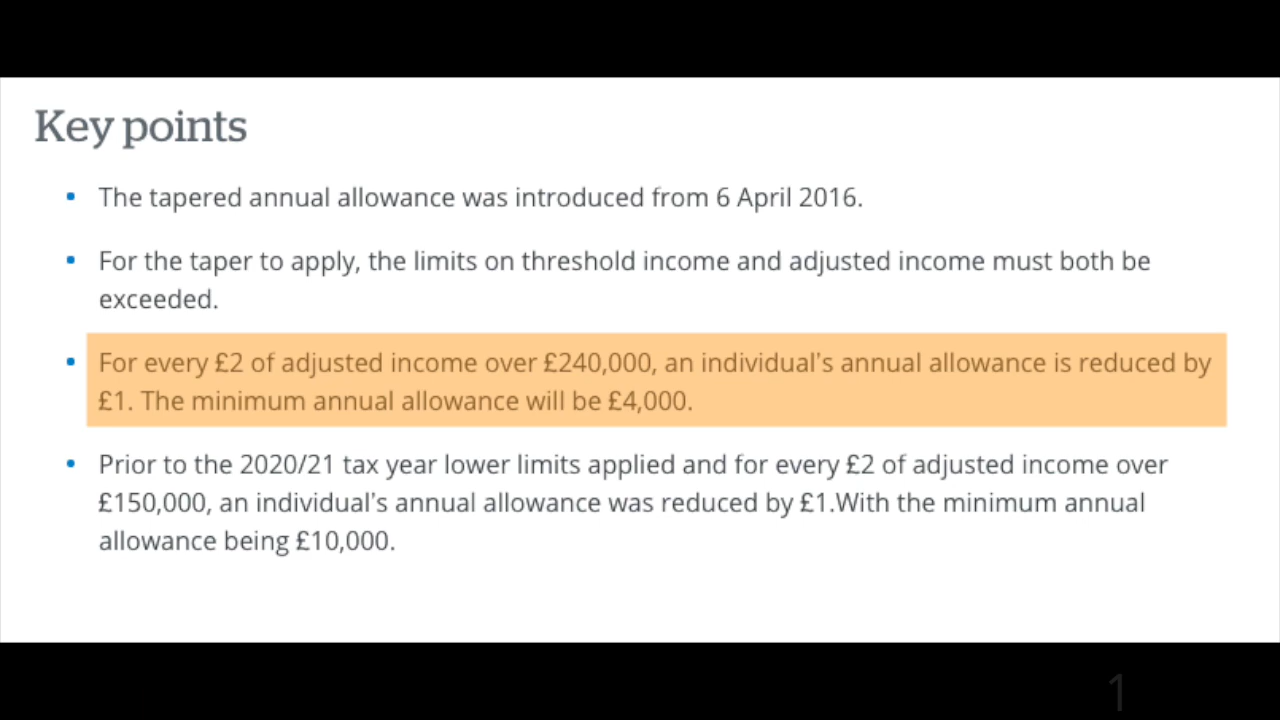 Key points
• The tapered annual allowance was introduced from 6 April 2016.
• For the taper to apply, the limits on threshold income and adjusted income must both be
exceeded.
• For every £2 of adjusted income over £240,000, an individual's annual allowance is reduced by
£1. The minimum annual allowance will be £4,000.
• Prior to the 2020/21 tax year lower limits applied and for every £2 of adjusted income over
£150,000, an individual's annual allowance was reduced by £1.With the minimum annual
allowance being £10,000.
1